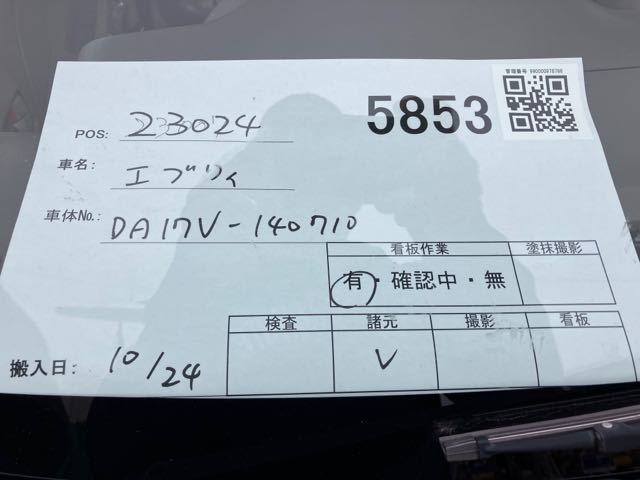 管理番号:990000978786
5853
POS: 23024
車名: エブリィ
車体No.: DA17V-140710
看板作業 塗抹撮影
有・確認中・無
検査 諸元 撮影 看板
V
搬入日: 10/24